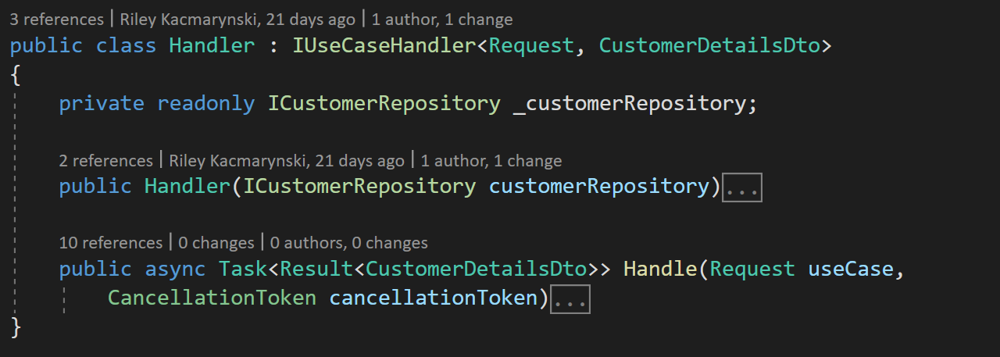 3 references | Riley Kacmarynski, 21 days ago | 1 author, 1 change
public class Handler : IUseCaseHandler<Request, CustomerDetailsDto>
{
private readonly ICustomerRepository _customerRepository;
2 references | Riley Kacmarynski, 21 days ago | 1 author, 1 change
public Handler(ICustomerRepository customerRepository)...
10 references | 0 changes | 0 authors, 0 changes
public async Task<Result<CustomerDetailsDto>> Handle(Request useCase,
CancellationToken cancellationToken)...
}